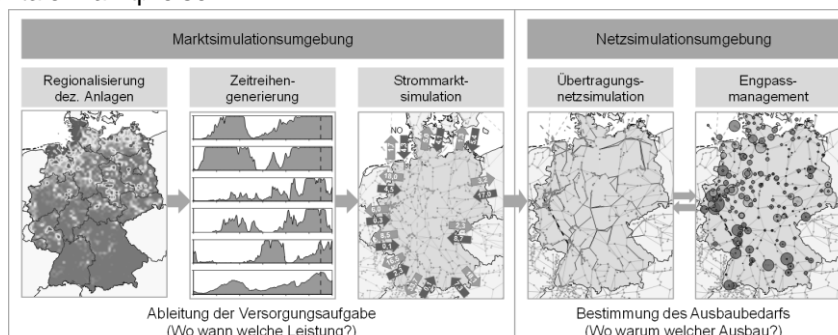 Marktsimulationsumgebung
Netzsimulationsumgebung
Regionalisierung
dez. Anlagen
Zeitreihen-
generierung
Strommarkt-
simulation
Übertragungs-
netzsimulation
Engpass-
management
NO
Ableitung der Versorgungsaufgabe
(Wo wann welche Leistung?)
Bestimmung des Ausbaubedarfs
(Wo warum welcher Ausbau?)